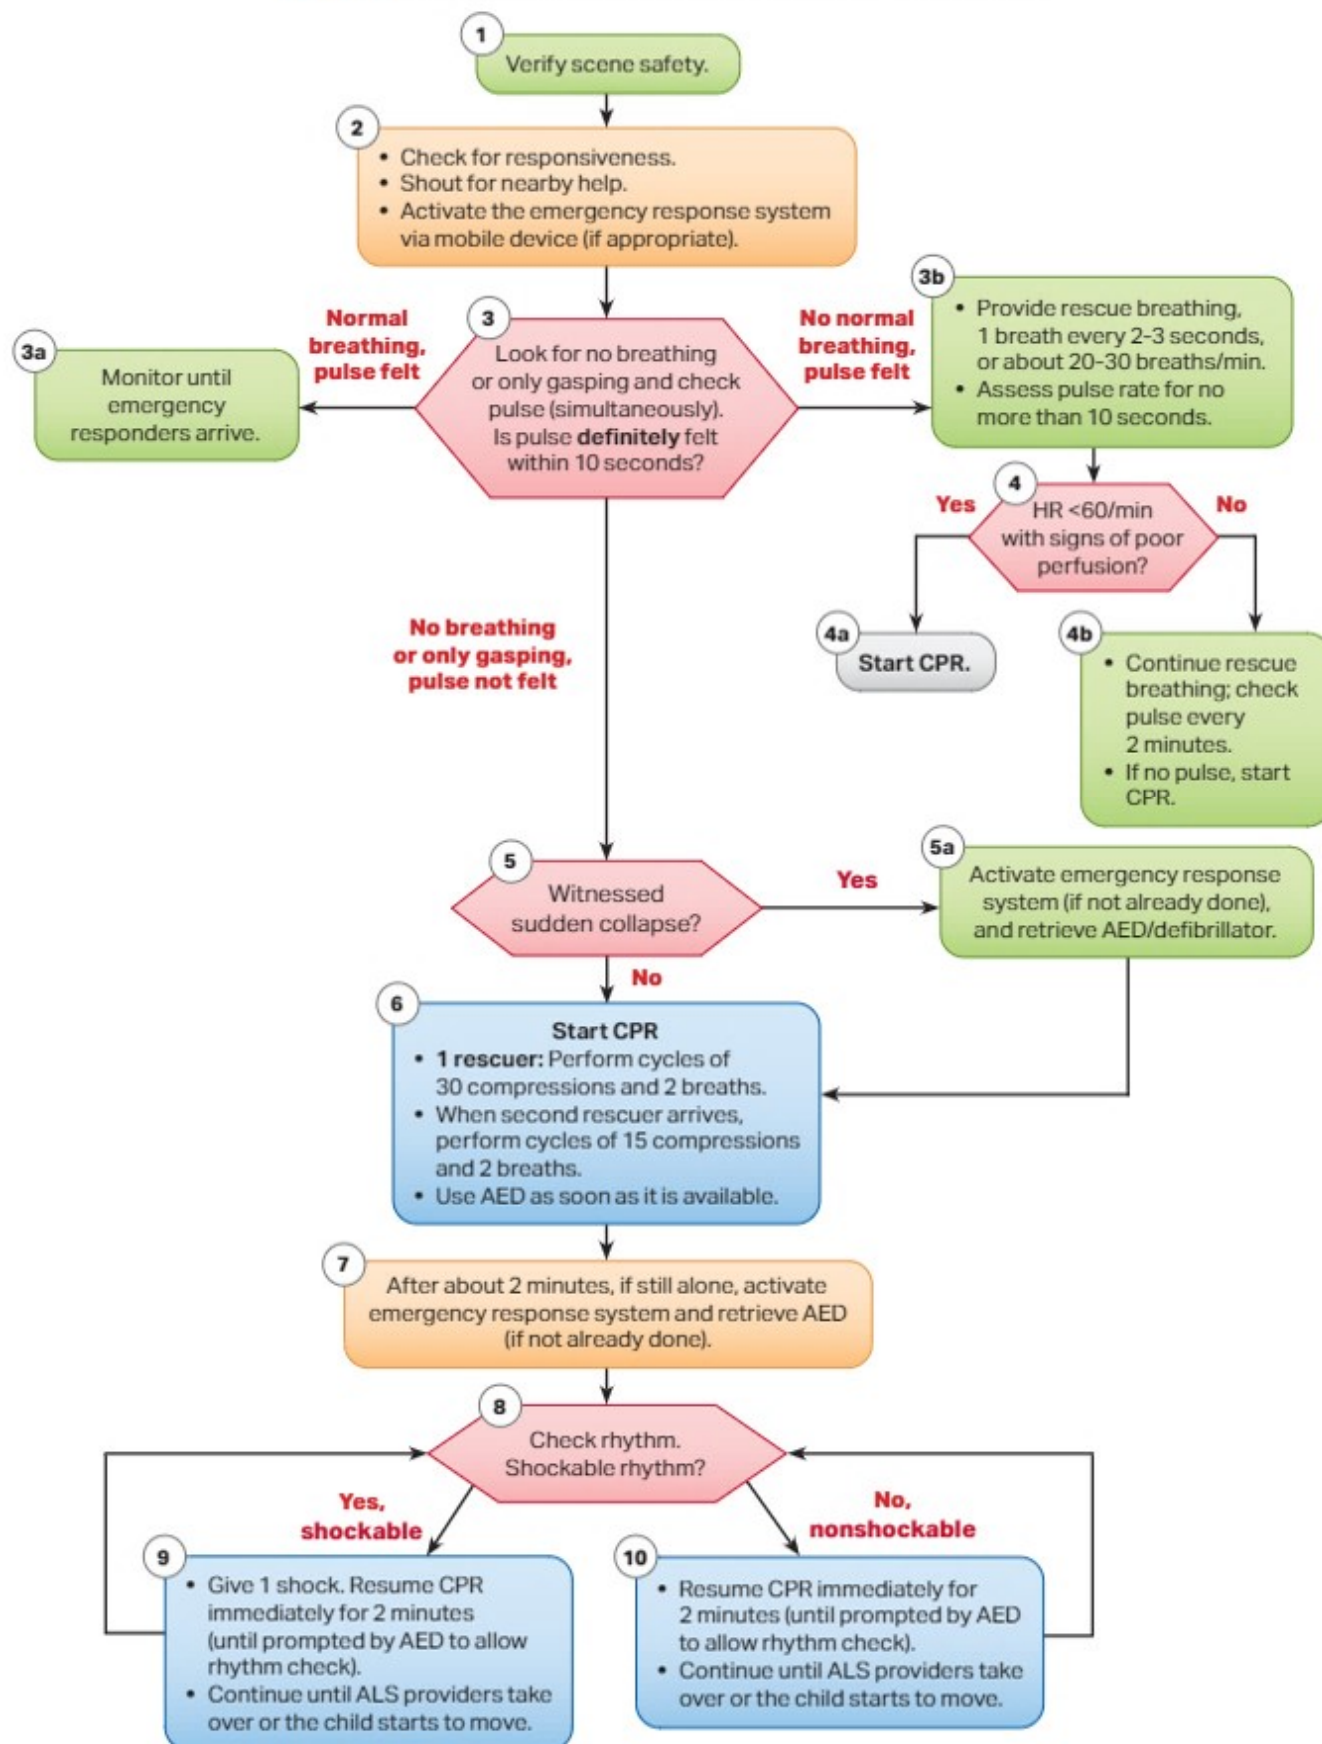 1
Verify scene safety.
2
• Check for responsiveness.
• Shout for nearby help.
• Activate the emergency response system
via mobile device (if appropriate).
3
Look for no breathing
or only gasping and check
pulse (simultaneously).
Is pulse definitely felt
within 10 seconds?
Normal
breathing,
pulse felt
3a
Monitor until
emergency
responders arrive.
No normal
breathing,
pulse felt
3b
• Provide rescue breathing,
1 breath every 2-3 seconds,
or about 20-30 breaths/min.
• Assess pulse rate for no
more than 10 seconds.
4
HR <60/min
with signs of poor
perfusion?
Yes
No
4a
Start CPR.
4b
• Continue rescue
breathing; check
pulse every
2 minutes.
• If no pulse, start
CPR.
No breathing
or only gasping,
pulse not felt
5
Witnessed
sudden collapse?
Yes
5a
Activate emergency response
system (if not already done),
and retrieve AED/defibrillator.
No
6
Start CPR
• 1 rescuer: Perform cycles of
30 compressions and 2 breaths.
• When second rescuer arrives,
perform cycles of 15 compressions
and 2 breaths.
• Use AED as soon as it is available.
7
After about 2 minutes, if still alone, activate
emergency response system and retrieve AED
(if not already done).
8
Check rhythm.
Shockable rhythm?
Yes,
shockable
No,
nonshockable
9
• Give 1 shock. Resume CPR
immediately for 2 minutes
(until prompted by AED to allow
rhythm check).
• Continue until ALS providers take
over or the child starts to move.
10
• Resume CPR immediately for
2 minutes (until prompted by AED
to allow rhythm check).
• Continue until ALS providers take
over or the child starts to move.